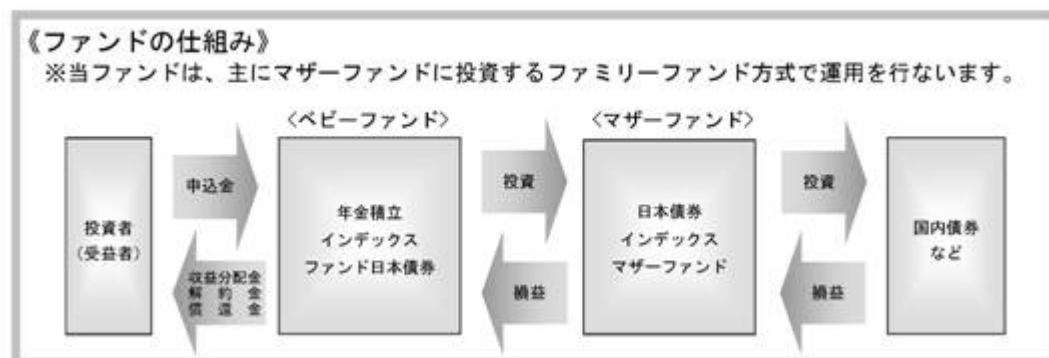 《ファンドの仕組み》
※当ファンドは、主にマザーファンドに投資するファミリーファンド方式で運用を行ないます。
〈ベビーファンド〉
〈マザーファンド〉
投資者
(受益者)
申込金
収益分配金
解約金
償還金
年金積立
インデックス
ファンド日本債券
投資
損益
日本債券
インデックス
マザーファンド
投資
損益
国内債券
など